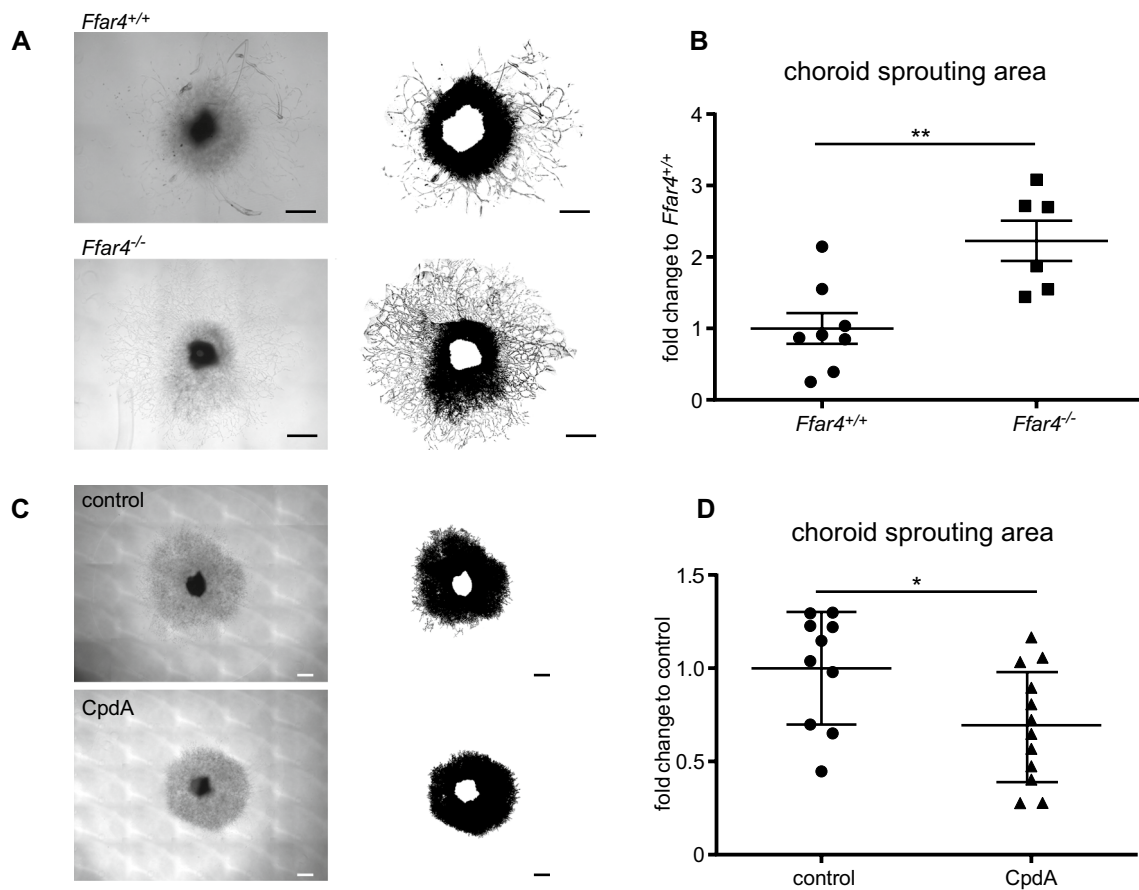 A
Ffar4+/+
Ffar4-/-
B
choroid sprouting area
fold change to Ffar4+/+
4
3
2
1
0
**
Ffar4+/+
Ffar4-/-
C
control
CpdA
D
choroid sprouting area
fold change to control
1.5
1.0
0.5
0
*
control
CpdA